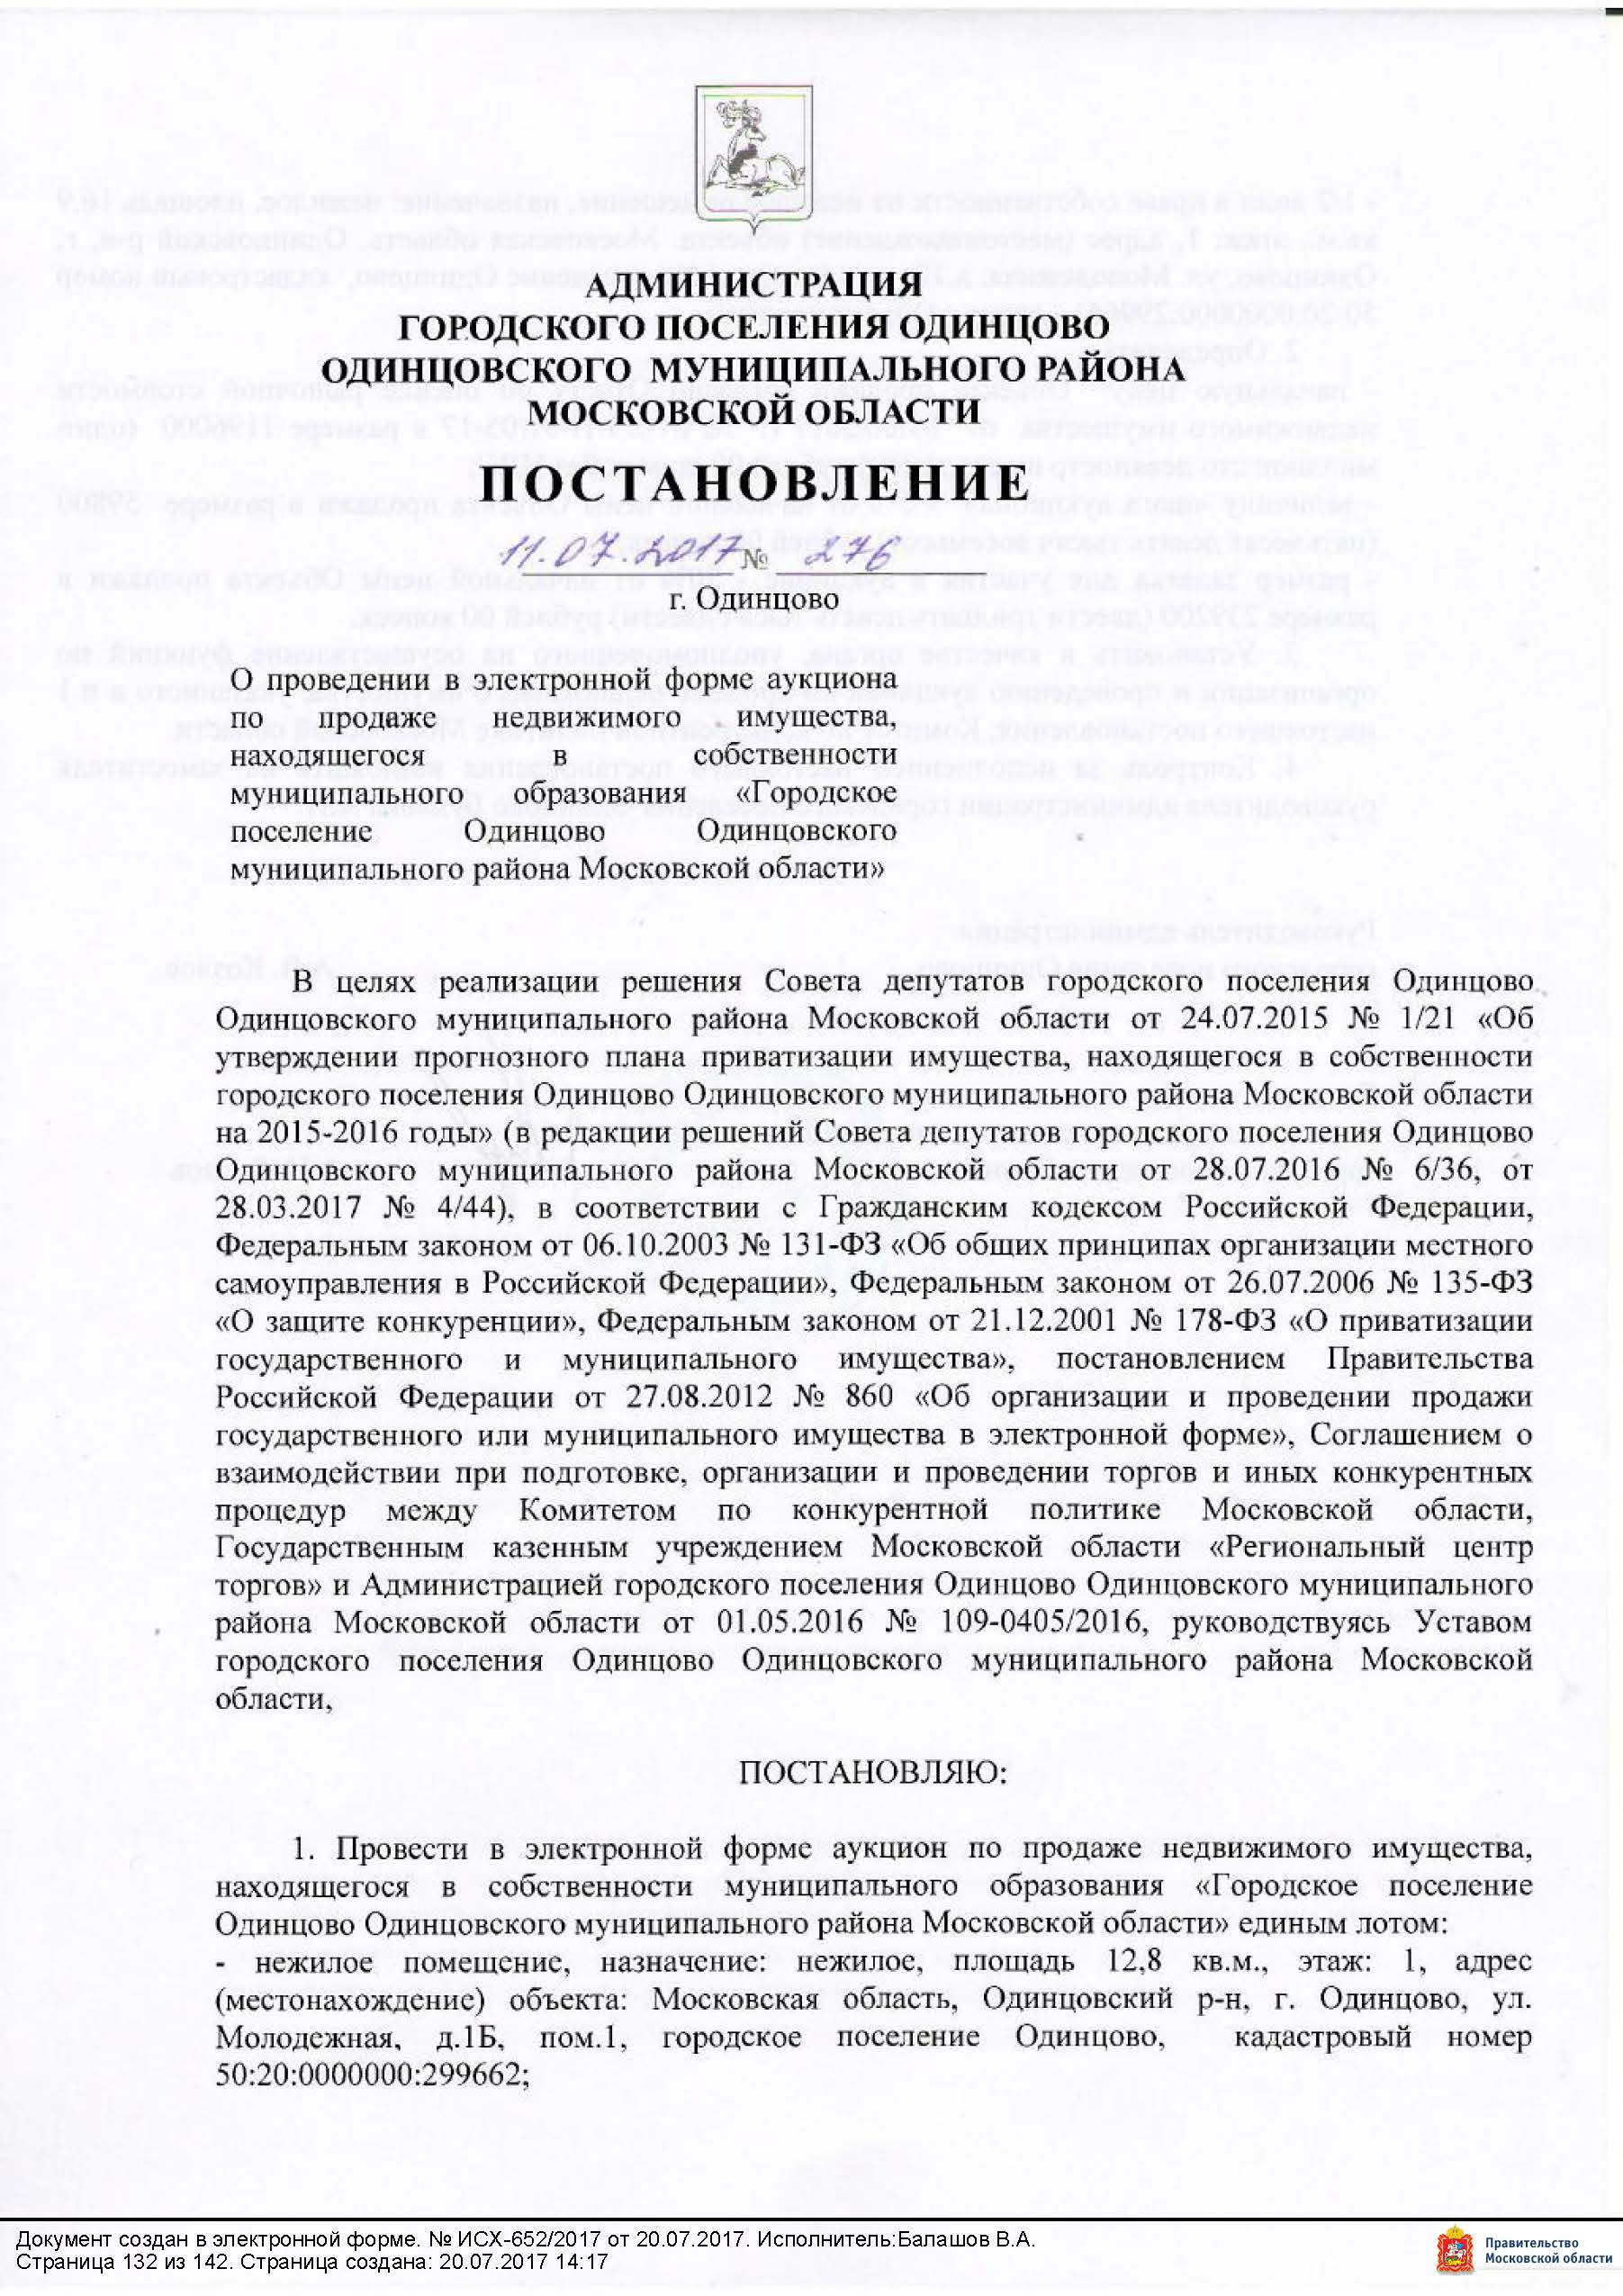 АДМИНИСТРАЦИЯ
ГОРОДСКОГО ПОСЕЛЕНИЯ ОДИНЦОВО
ОДИНЦОВСКОГО МУНИЦИПАЛЬНОГО РАЙОНА
МОСКОВСКОЙ ОБЛАСТИ
ПОСТАНОВЛЕНИЕ
11.07.2017 № 276
г. Одинцово
О проведении в электронной форме аукциона
по продаже недвижимого имущества,
находящегося в собственности
муниципального образования «Городское
поселение Одинцово Одинцовского
муниципального района Московской области»
В целях реализации решения Совета депутатов городского поселения Одинцово
Одинцовского муниципального района Московской области от 24.07.2015 № 1/21 «Об
утверждении прогнозного плана приватизации имущества, находящегося в собственности
городского поселения Одинцово Одинцовского муниципального района Московской области
на 2015-2016 годы» (в редакции решений Совета депутатов городского поселения Одинцово
Одинцовского муниципального района Московской области от 28.07.2016 № 6/36, от
28.03.2017 № 4/44), в соответствии с Гражданским кодексом Российской Федерации,
Федеральным законом от 06.10.2003 № 131-ФЗ «Об общих принципах организации местного
самоуправления в Российской Федерации», Федеральным законом от 26.07.2006 № 135-ФЗ
«О защите конкуренции», Федеральным законом от 21.12.2001 № 178-ФЗ «О приватизации
государственного и муниципального имущества», постановлением Правительства
Российской Федерации от 27.08.2012 № 860 «Об организации и проведении продажи
государственного или муниципального имущества в электронной форме», Соглашением о
взаимодействии при подготовке, организации и проведении торгов и иных конкурентных
процедур между Комитетом по конкурентной политике Московской области,
Государственным казенным учреждением Московской области «Региональный центр
торгов» и Администрацией городского поселения Одинцово Одинцовского муниципального
района Московской области от 01.05.2016 № 109-0405/2016, руководствуясь Уставом
городского поселения Одинцово Одинцовского муниципального района Московской
области,
ПОСТАНОВЛЯЮ:
1. Провести в электронной форме аукцион по продаже недвижимого имущества,
находящегося в собственности муниципального образования «Городское поселение
Одинцово Одинцовского муниципального района Московской области» единым лотом:
- нежилое помещение, назначение: нежилое, площадь 12,8 кв.м., этаж: 1, адрес
(местонахождение) объекта: Московская область, Одинцовский р-н, г. Одинцово, ул.
Молодежная, д.1Б, пом.1, городское поселение Одинцово, кадастровый номер
50:20:0000000:299662;
Документ создан в электронной форме. № ИСХ-652/2017 от 20.07.2017. Исполнитель:Балашов В.А.
Страница 132 из 142. Страница создана: 20.07.2017 14:17
Правительство
Московской области